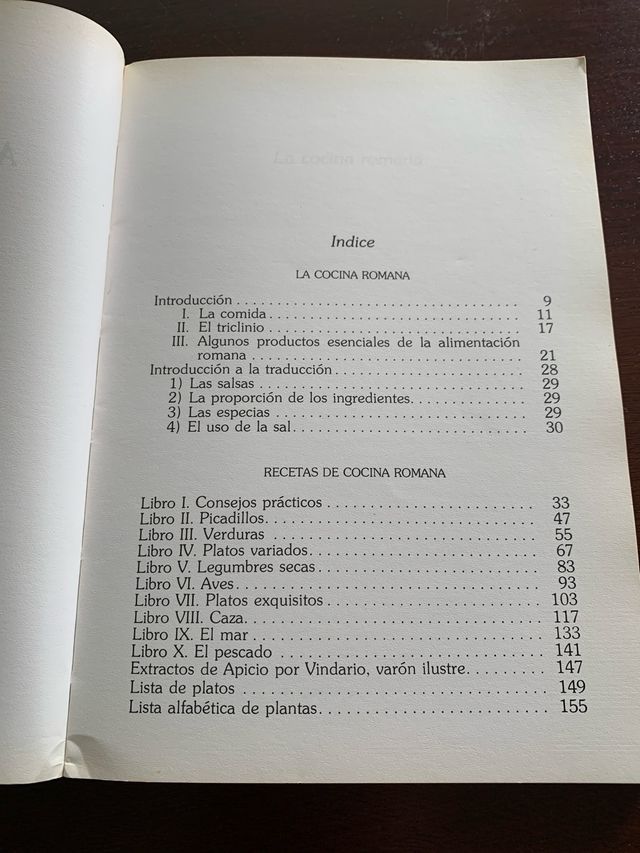 La cocina romana
Indice
LA COCINA ROMANA
Introducción . . . . . . . . . . . . . . . . . . . . . . . . . . . . . . . . . . 9
I. La comida . . . . . . . . . . . . . . . . . . . . . . . . . . . . . . 11
II. El triclinio . . . . . . . . . . . . . . . . . . . . . . . . . . . . . . 17
III. Algunos productos esenciales de la alimentación
romana . . . . . . . . . . . . . . . . . . . . . . . . . . . . . . . . 21
Introducción a la traducción . . . . . . . . . . . . . . . . . . . . . . . 28
1) Las salsas . . . . . . . . . . . . . . . . . . . . . . . . . . . . . . . 29
2) La proporción de los ingredientes. . . . . . . . . . . . . . 29
3) Las especias . . . . . . . . . . . . . . . . . . . . . . . . . . . . . 29
4) El uso de la sal . . . . . . . . . . . . . . . . . . . . . . . . . . . 30
RECETAS DE COCINA ROMANA
Libro I. Consejos prácticos . . . . . . . . . . . . . . . . . . . . . . . . 33
Libro II. Picadillos. . . . . . . . . . . . . . . . . . . . . . . . . . . . . . . 47
Libro III. Verduras . . . . . . . . . . . . . . . . . . . . . . . . . . . . . . . 55
Libro IV. Platos variados. . . . . . . . . . . . . . . . . . . . . . . . . . 67
Libro V. Legumbres secas . . . . . . . . . . . . . . . . . . . . . . . . . 83
Libro VI. Aves. . . . . . . . . . . . . . . . . . . . . . . . . . . . . . . . . . 93
Libro VII. Platos exquisitos . . . . . . . . . . . . . . . . . . . . . . . . 103
Libro VIII. Caza. . . . . . . . . . . . . . . . . . . . . . . . . . . . . . . . . 117
Libro IX. El mar . . . . . . . . . . . . . . . . . . . . . . . . . . . . . . . . 133
Libro X. El pescado . . . . . . . . . . . . . . . . . . . . . . . . . . . . . 141
Extractos de Apicio por Vindario, varón ilustre. . . . . . . . . 147
Lista de platos . . . . . . . . . . . . . . . . . . . . . . . . . . . . . . . . . 149
Lista alfabética de plantas. . . . . . . . . . . . . . . . . . . . . . . . . 155